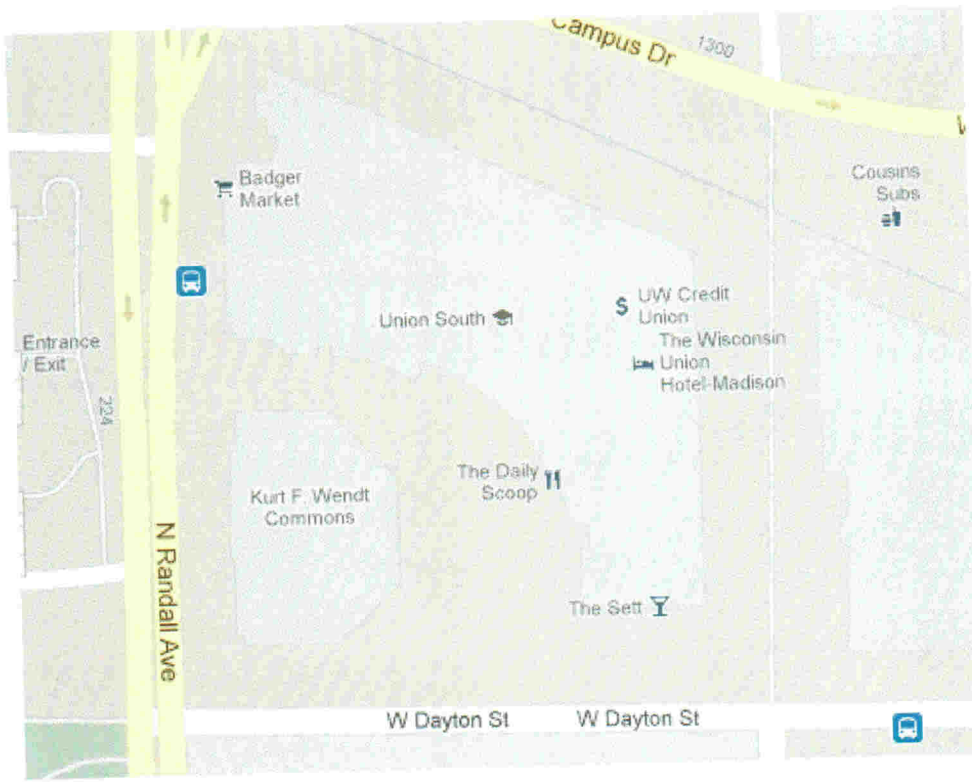 Campus Dr
1300
Badger
Market
Cousins
Subs
Union South
$ UW Credit
Union
The Wisconsin
Union
Hotel-Madison
Entrance
/ Exit
224
The Daily
Scoop
Kurt F. Wendt
Commons
N Randall Ave
The Sett
W Dayton St
W Dayton St